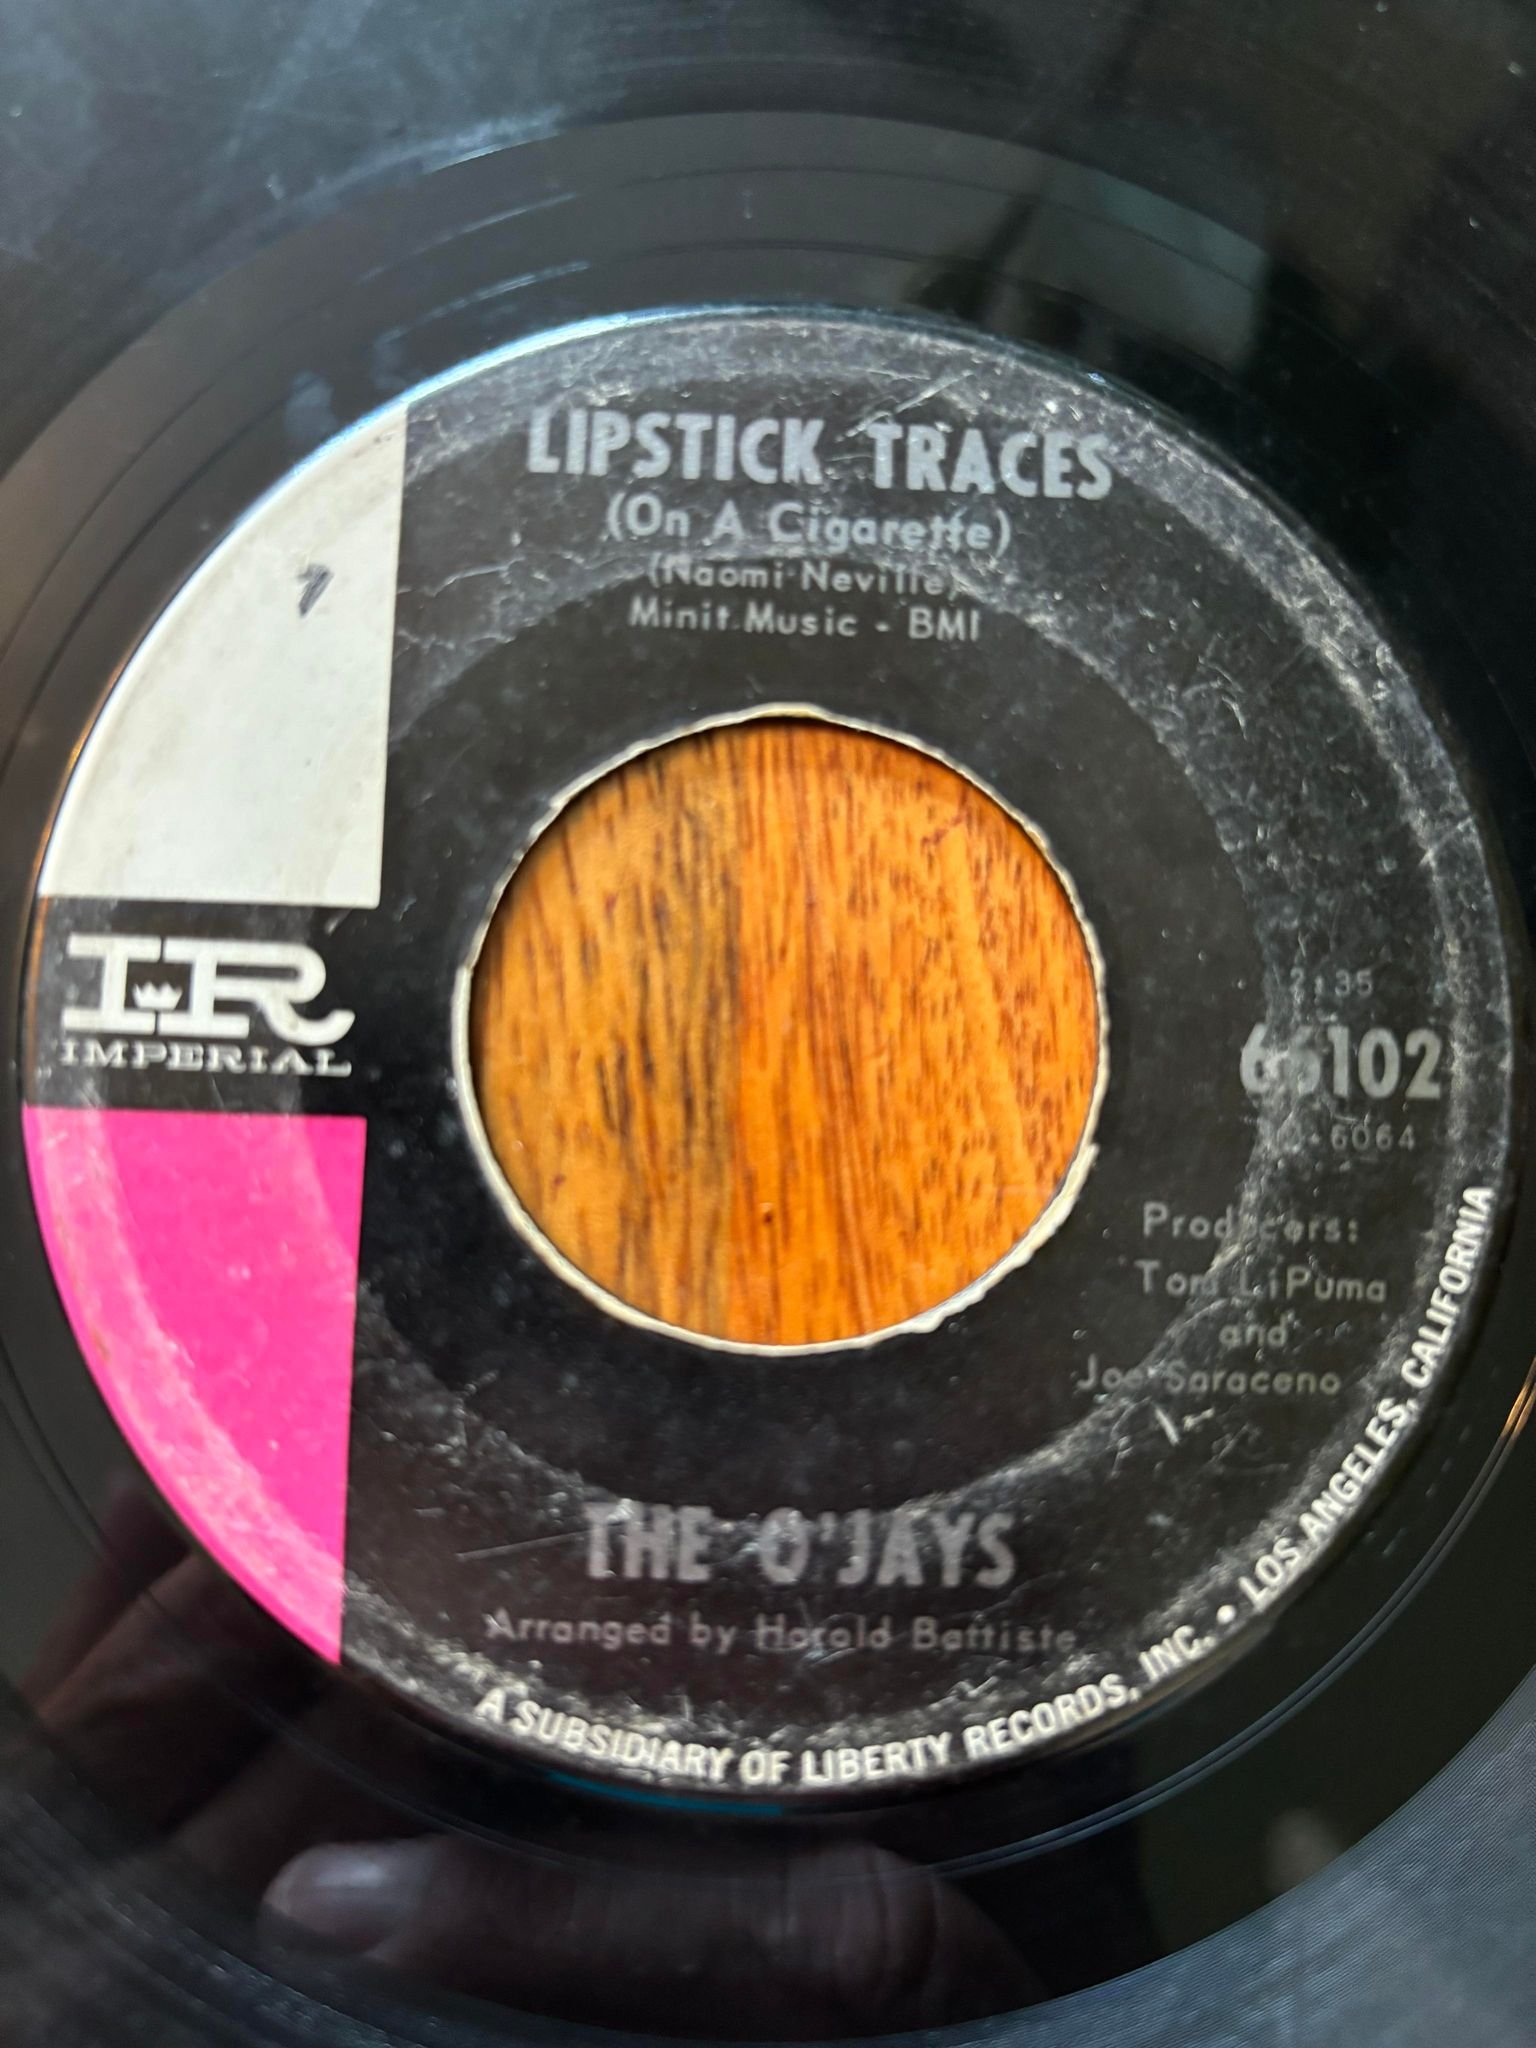 LIPSTICK TRACES
(On A Cigarette)
(Naomi Neville)
Minit Music - BMI
IR
IMPERIAL
2:35
66102
6064
Producers:
Tom LiPuma
and
Joe Saraceno
THE O'JAYS
Arranged by Harold Battiste
A SUBSIDIARY OF LIBERTY RECORDS, INC. • LOS ANGELES, CALIFORNIA